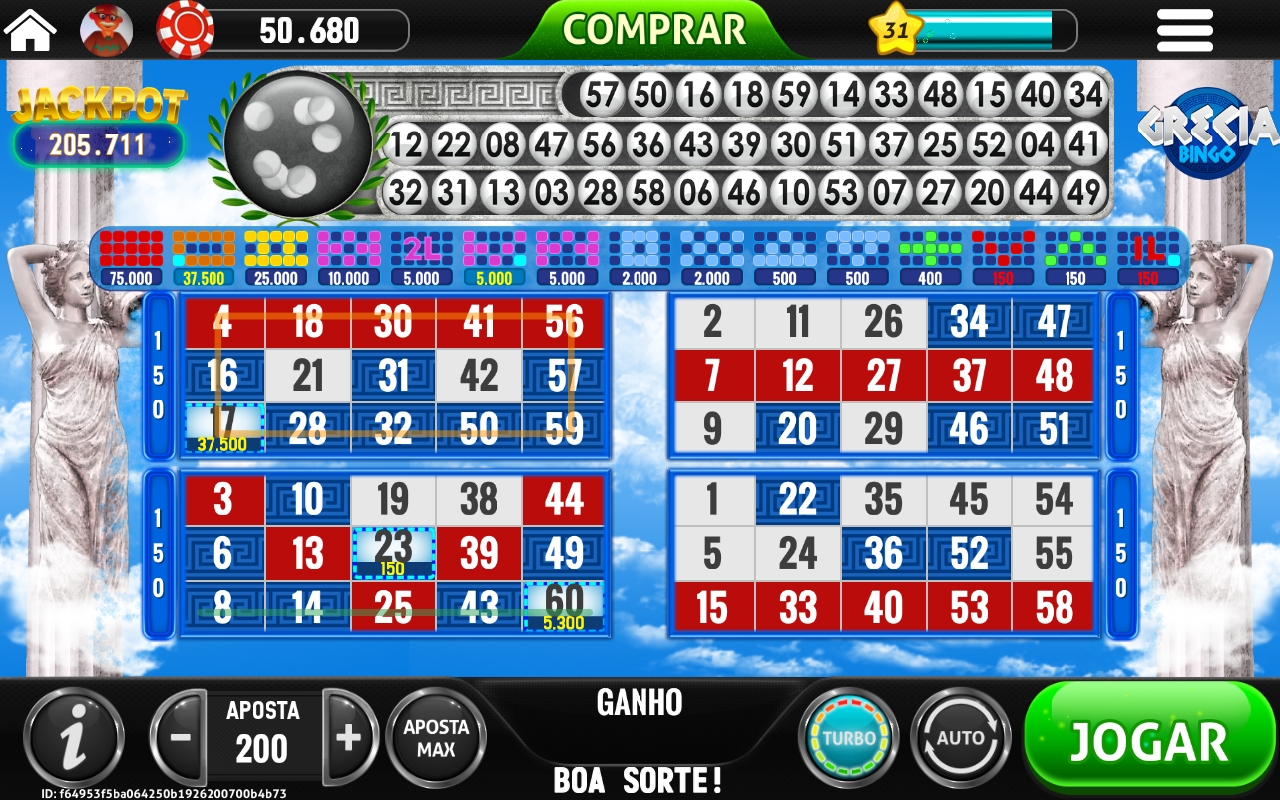 50.680
COMPRAR
31
JACKPOT
205.711
57 50 16 18 59 14 33 48 15 40 34
12 22 08 47 56 36 43 39 30 51 37 25 52 04 41
32 31 13 03 28 58 06 46 10 53 07 27 20 44 49
GRECIA
BINGO
2L 1L
75.000 37.500 25.000 10.000 5.000 5.000 5.000 2.000 2.000 500 500 400 150 150 150
150
4 18 30 41 56
16 21 31 42 57
17 28 32 50 59
37.500
2 11 26 34 47
7 12 27 37 48
9 20 29 46 51
150
150
3 10 19 38 44
6 13 23 39 49
150
8 14 25 43 60
5.300
1 22 35 45 54
5 24 36 52 55
15 33 40 53 58
150
i
-
APOSTA
200
+
APOSTA
MAX
GANHO
BOA SORTE!
TURBO
AUTO
JOGAR
ID: f64953f5ba064250b1926200700b4b73